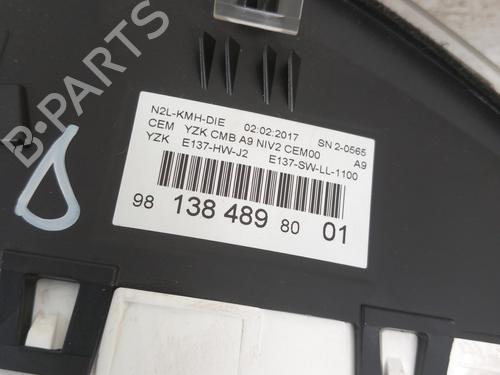 B-PARTS
N2L-KMH-DIE 02:02:2017 SN 2-0565
CEM YZK CMB A9 NIV2 CEM00 A9
YZK E137-HW-J2 E137-SW-LL-1100
98 138 489 80 01